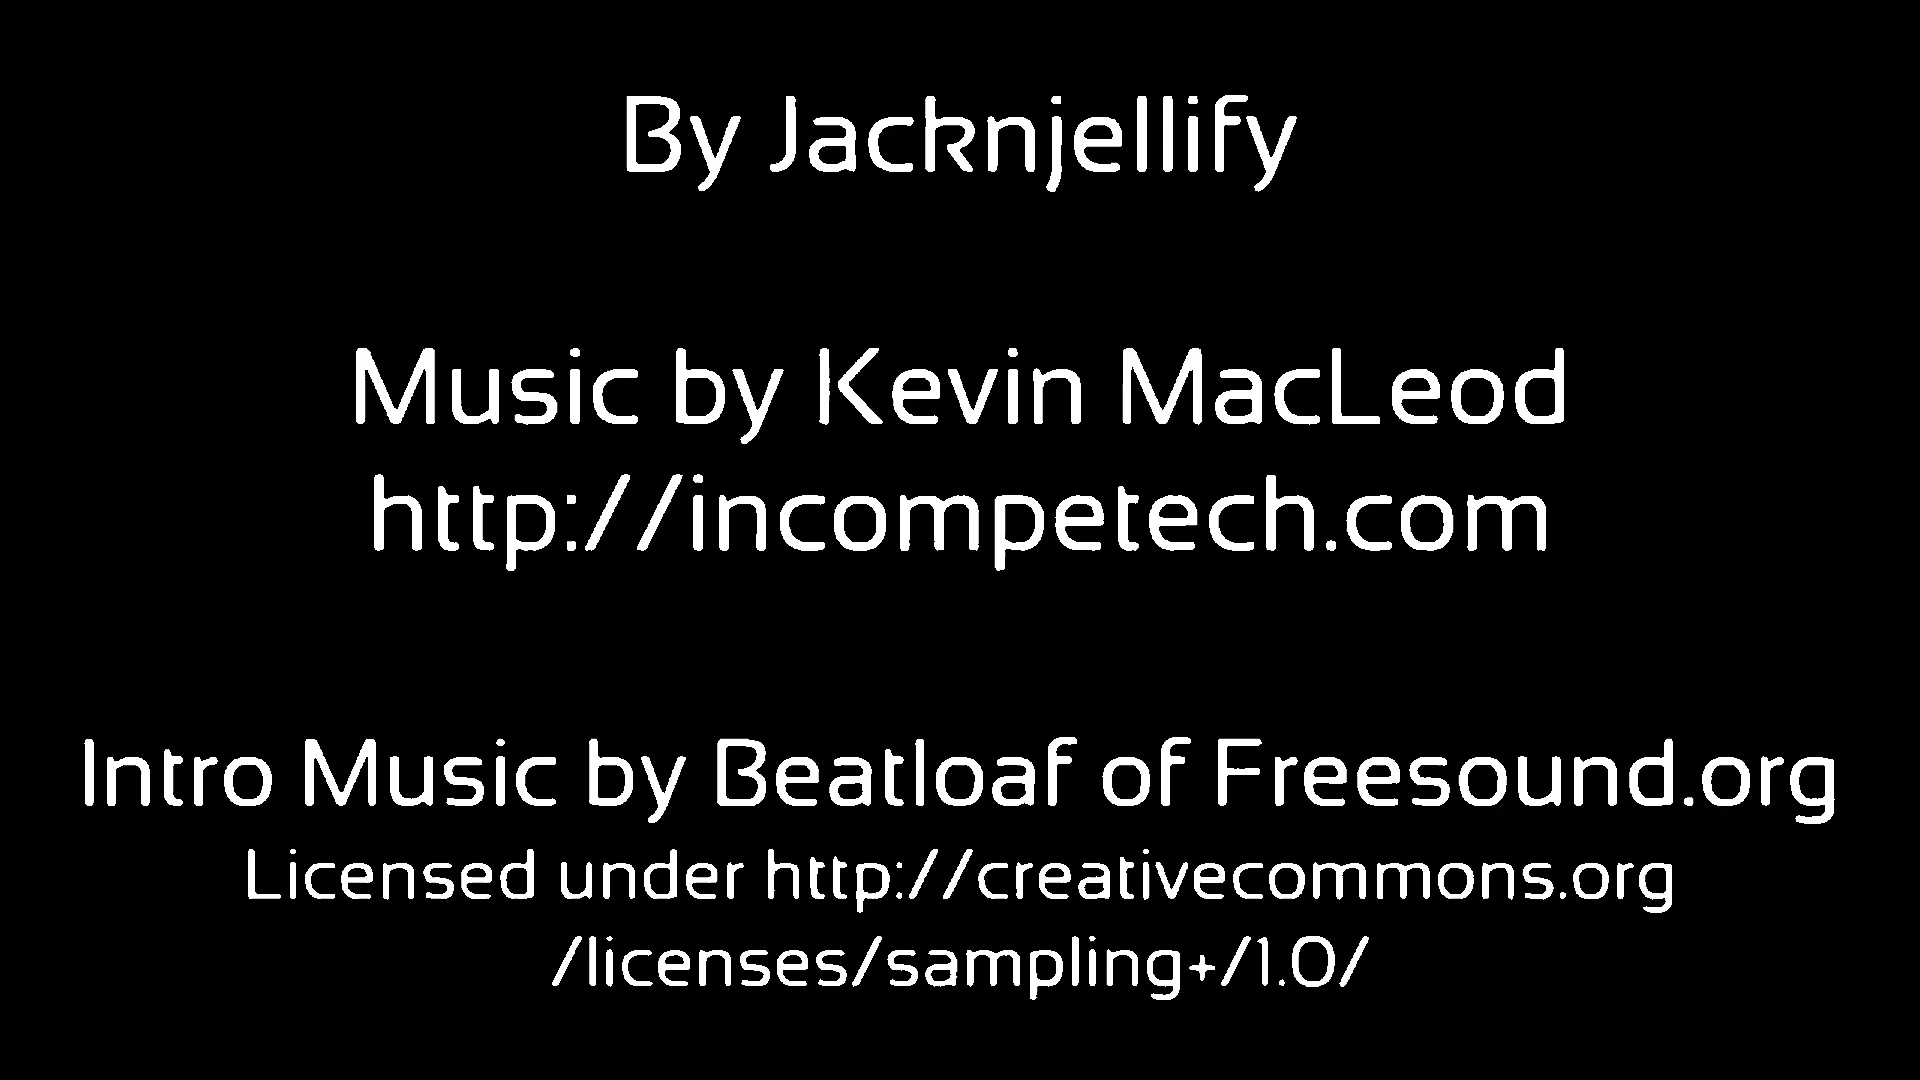 By Jacknjellify
Music by Kevin MacLeod
http://incompetech.com
Intro Music by Beatloaf of Freesound.org
Licensed under http://creativecommons.org
/licenses/sampling+/1.0/